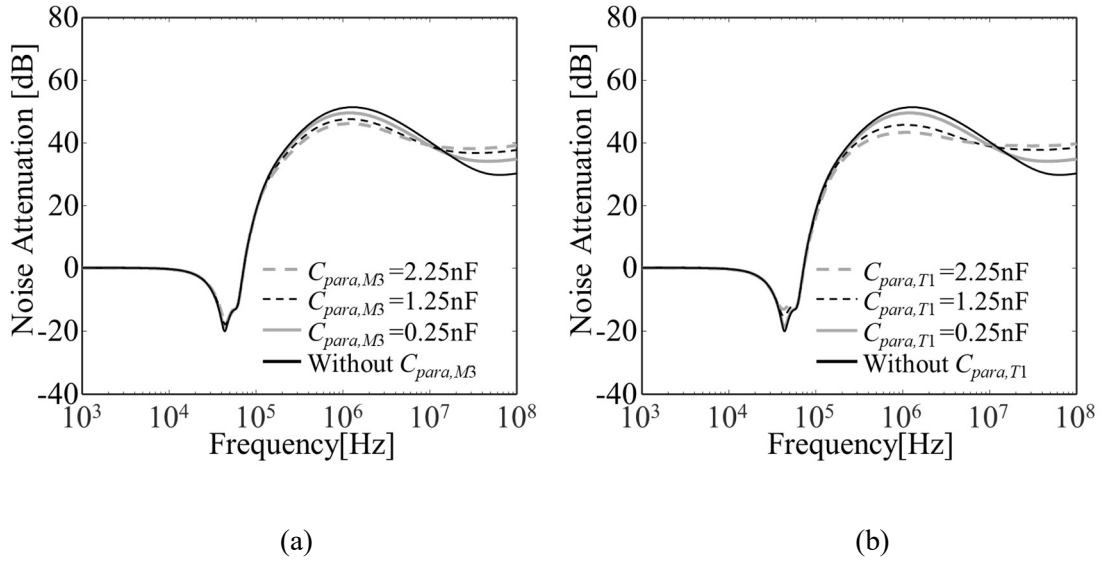 Noise Attenuation [dB]
80
60
40
20
0
-20
-40
C_para,M3=2.25nF
C_para,M3=1.25nF
C_para,M3=0.25nF
Without C_para,M3
10^3 10^4 10^5 10^6 10^7 10^8
Frequency[Hz]
(a)
Noise Attenuation [dB]
80
60
40
20
0
-20
-40
C_para,T1=2.25nF
C_para,T1=1.25nF
C_para,T1=0.25nF
Without C_para,T1
10^3 10^4 10^5 10^6 10^7 10^8
Frequency[Hz]
(b)